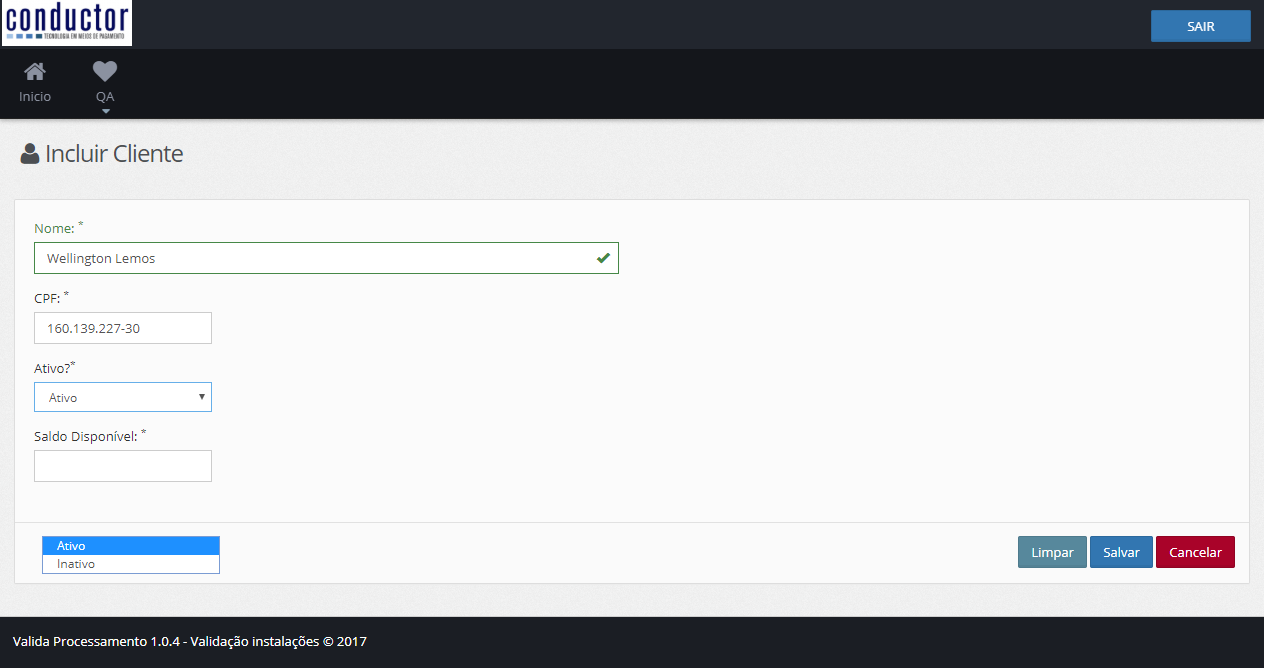 conductor
TECNOLOGIA EM MEIOS DE PAGAMENTO
SAIR
Inicio
QA
Incluir Cliente
Nome: *
Wellington Lemos
CPF: *
160.139.227-30
Ativo?*
Ativo
Saldo Disponível: *
Ativo
Inativo
Limpar
Salvar
Cancelar
Valida Processamento 1.0.4 - Validação instalações © 2017